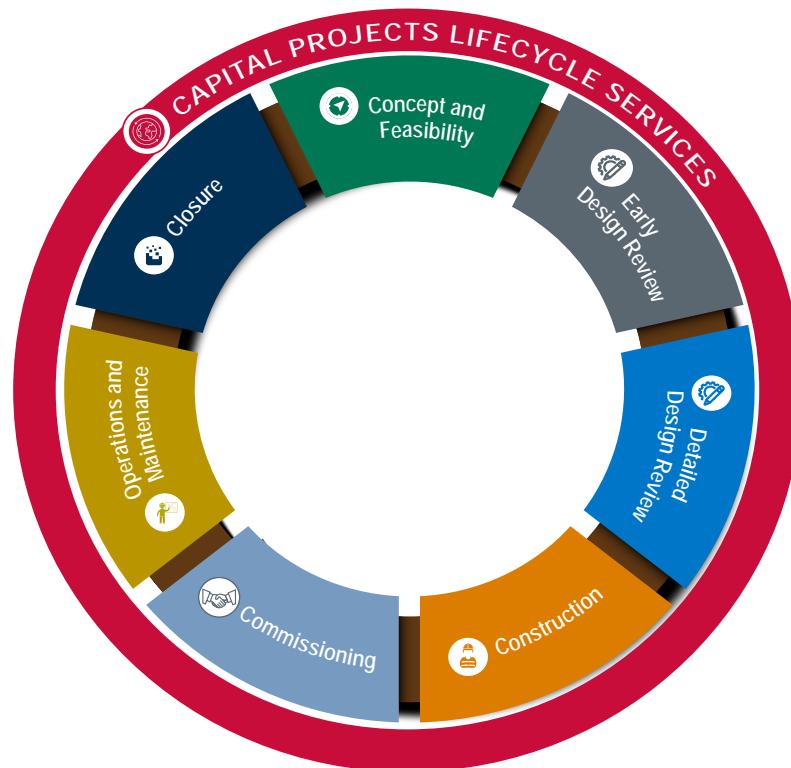 CAPITAL PROJECTS LIFECYCLE SERVICES
Concept and
Feasibility
Early
Design Review
Detailed
Design Review
Construction
Commissioning
Operations and
Maintenance
Closure